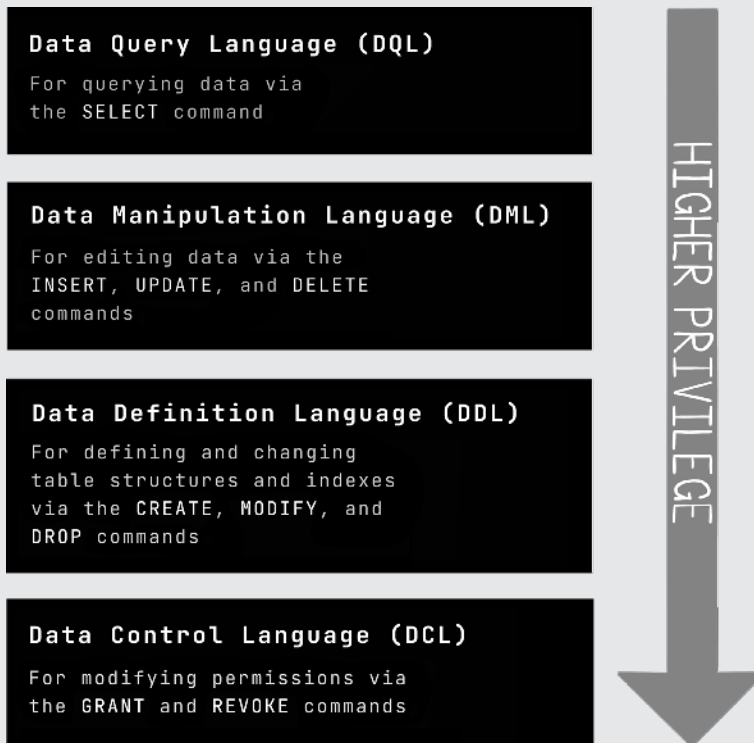 Data Query Language (DQL)
For querying data via
the SELECT command
Data Manipulation Language (DML)
For editing data via the
INSERT, UPDATE, and DELETE
commands
Data Definition Language (DDL)
For defining and changing
table structures and indexes
via the CREATE, MODIFY, and
DROP commands
Data Control Language (DCL)
For modifying permissions via
the GRANT and REVOKE commands
HIGHER PRIVILEGE